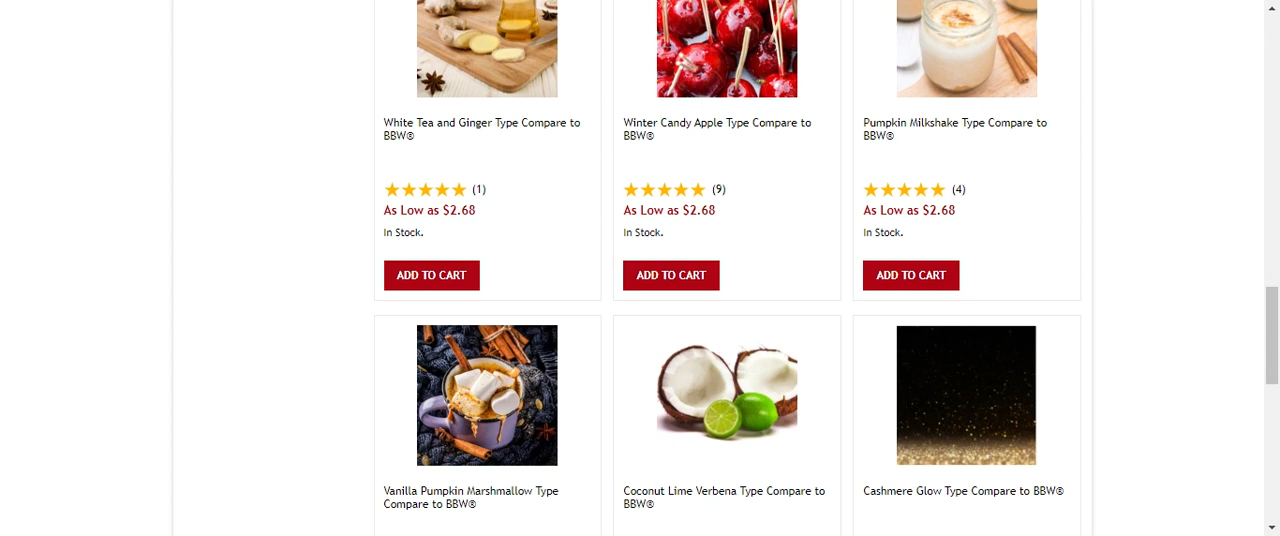 White Tea and Ginger Type Compare to
BBW®
★★★★★ (1)
As Low as $2.68
In Stock.
ADD TO CART
Winter Candy Apple Type Compare to
BBW®
★★★★★ (9)
As Low as $2.68
In Stock.
ADD TO CART
Pumpkin Milkshake Type Compare to
BBW®
★★★★★ (4)
As Low as $2.68
In Stock.
ADD TO CART
Vanilla Pumpkin Marshmallow Type
Compare to BBW®
Coconut Lime Verbena Type Compare to
BBW®
Cashmere Glow Type Compare to BBW®